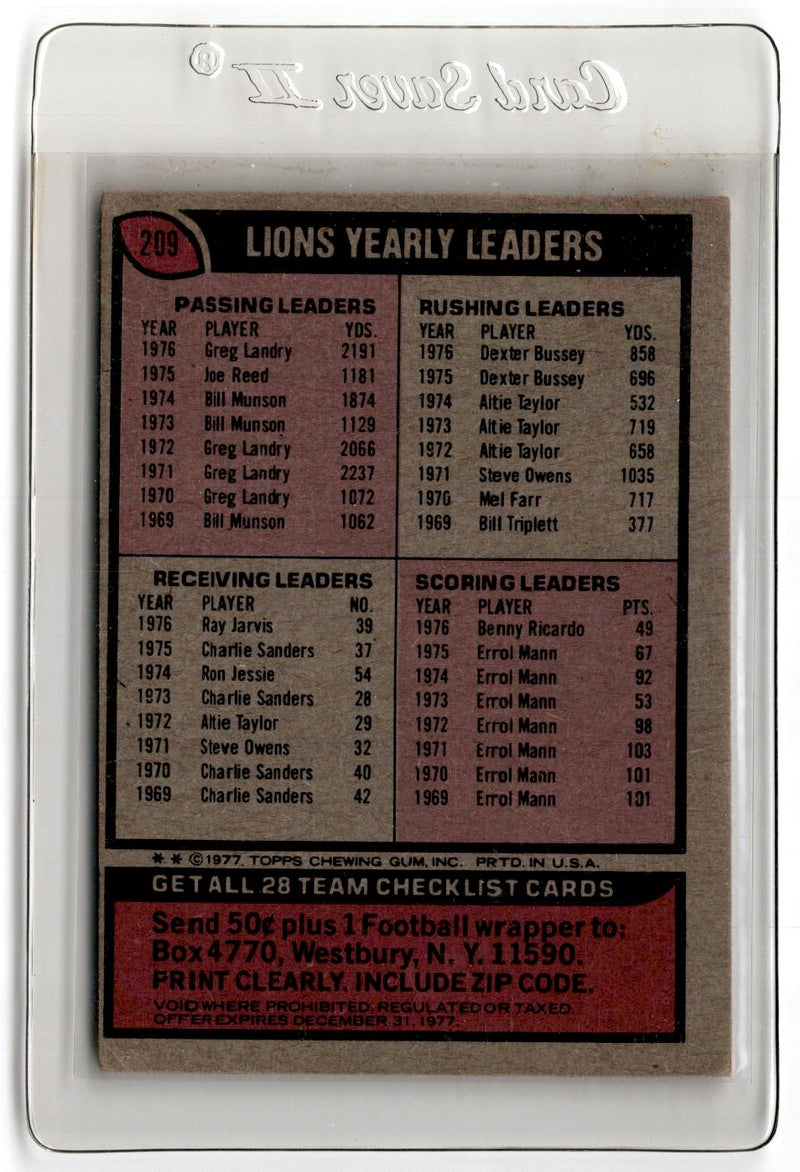 Card Saver II ®
209 LIONS YEARLY LEADERS
PASSING LEADERS
YEAR PLAYER YDS.
1976 Greg Landry 2191
1975 Joe Reed 1181
1974 Bill Munson 1874
1973 Bill Munson 1129
1972 Greg Landry 2066
1971 Greg Landry 2237
1970 Greg Landry 1072
1969 Bill Munson 1062
RUSHING LEADERS
YEAR PLAYER YDS.
1976 Dexter Bussey 858
1975 Dexter Bussey 696
1974 Altie Taylor 532
1973 Altie Taylor 719
1972 Altie Taylor 658
1971 Steve Owens 1035
1970 Mel Farr 717
1969 Bill Triplett 377
RECEIVING LEADERS
YEAR PLAYER NO.
1976 Ray Jarvis 39
1975 Charlie Sanders 37
1974 Ron Jessie 54
1973 Charlie Sanders 28
1972 Altie Taylor 29
1971 Steve Owens 32
1970 Charlie Sanders 40
1969 Charlie Sanders 42
SCORING LEADERS
YEAR PLAYER PTS.
1976 Benny Ricardo 49
1975 Errol Mann 67
1974 Errol Mann 92
1973 Errol Mann 53
1972 Errol Mann 98
1971 Errol Mann 103
1970 Errol Mann 101
1969 Errol Mann 101
* * © 1977. TOPPS CHEWING GUM, INC. PRTD. IN U.S.A.
GET ALL 28 TEAM CHECKLIST CARDS
Send 50¢ plus 1 Football wrapper to:
Box 4770, Westbury, N. Y. 11590.
PRINT CLEARLY. INCLUDE ZIP CODE.
VOID WHERE PROHIBITED, REGULATED OR TAXED.
OFFER EXPIRES DECEMBER 31, 1977.